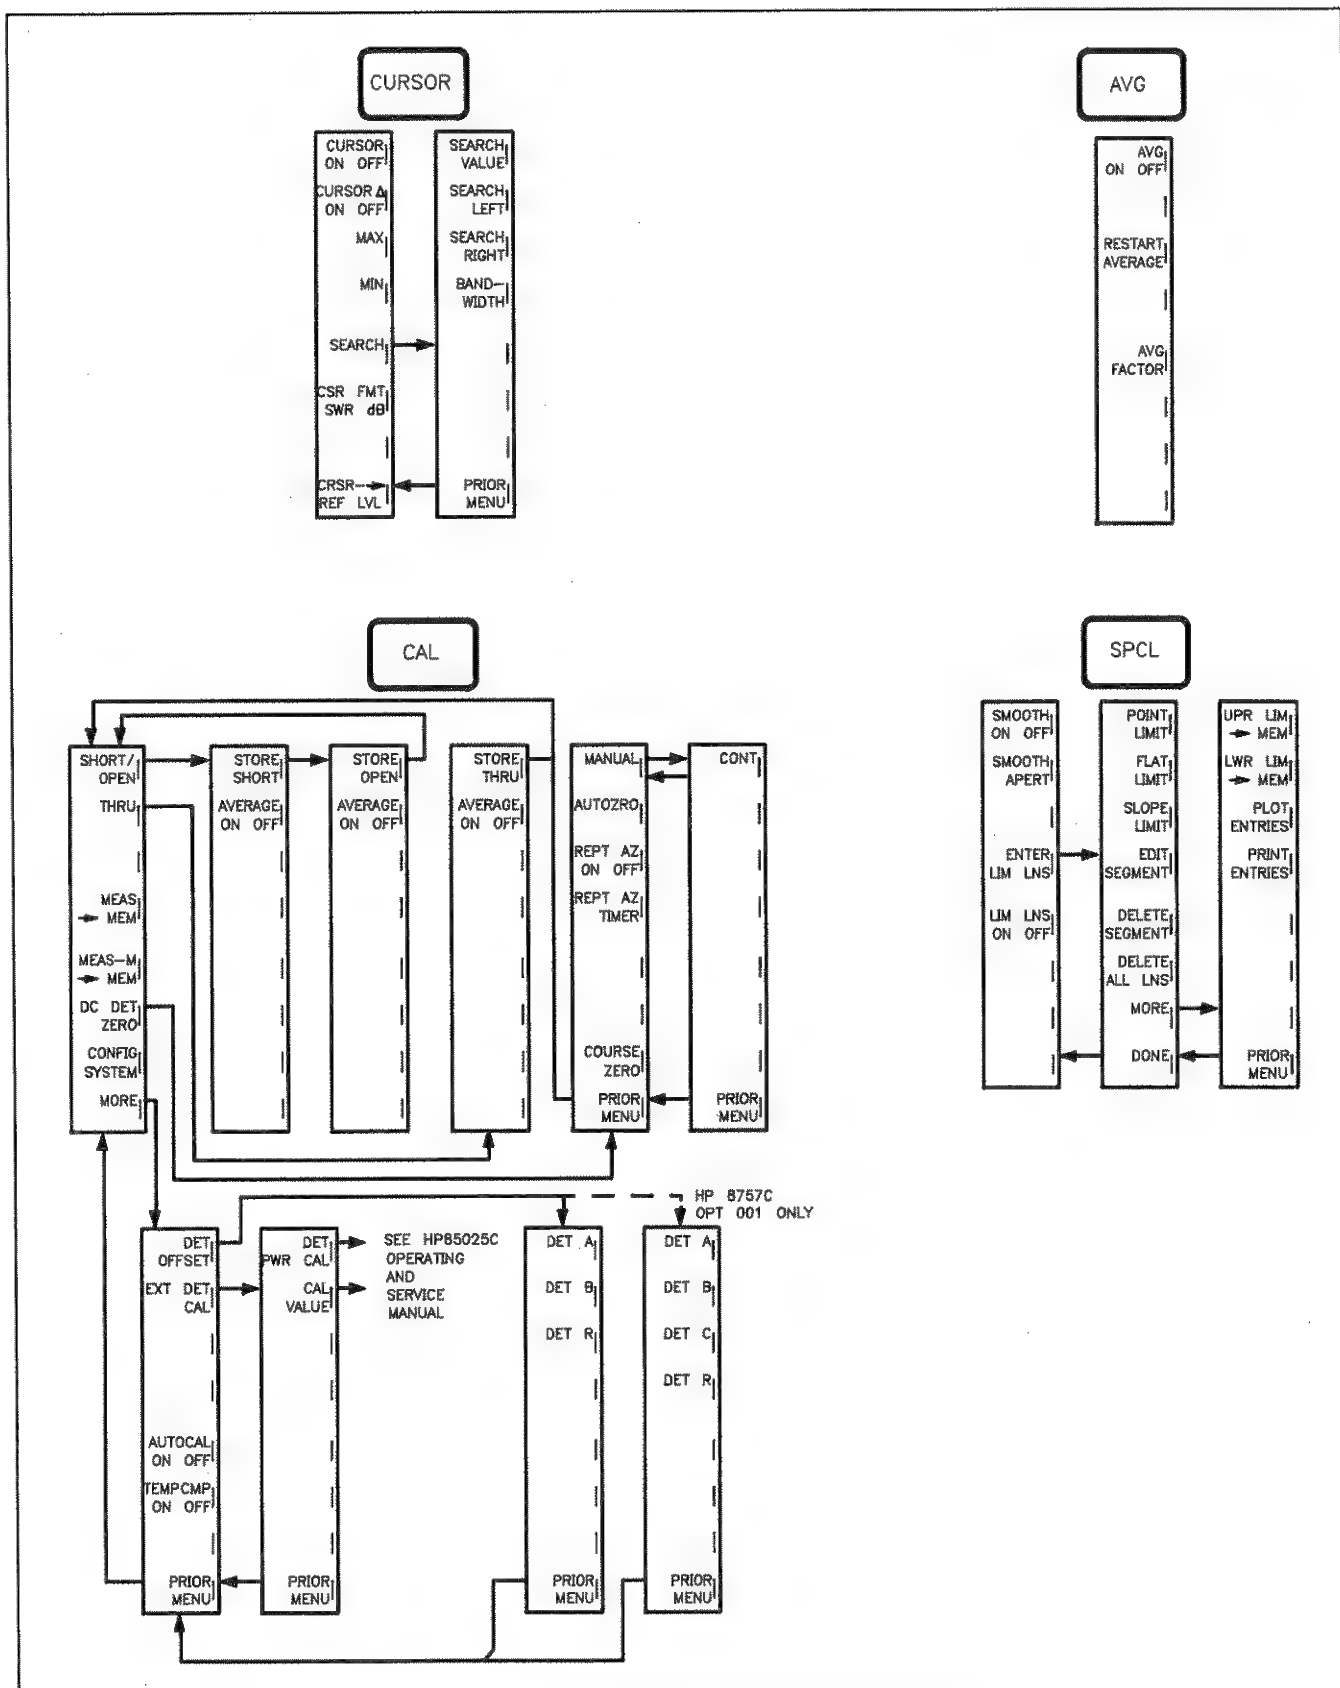 CURSOR
CURSOR
ON OFF
CURSOR Δ
ON OFF
MAX
MIN
SEARCH
CSR FMT
SWR dB
CRSR→
REF LVL
SEARCH
VALUE
SEARCH
LEFT
SEARCH
RIGHT
BAND-
WIDTH
PRIOR
MENU
AVG
AVG
ON OFF
RESTART
AVERAGE
AVG
FACTOR
CAL
SHORT/
OPEN
THRU
MEAS
→ MEM
MEAS-M
→ MEM
DC DET
ZERO
CONFIG
SYSTEM
MORE
STORE
SHORT
AVERAGE
ON OFF
STORE
OPEN
AVERAGE
ON OFF
STORE
THRU
AVERAGE
ON OFF
MANUAL
AUTOZRO
REPT AZ
ON OFF
REPT AZ
TIMER
COURSE
ZERO
PRIOR
MENU
CONT
PRIOR
MENU
SPCL
SMOOTH
ON OFF
SMOOTH
APERT
ENTER
LIM LNS
LIM LNS
ON OFF
POINT
LIMIT
FLAT
LIMIT
SLOPE
LIMIT
EDIT
SEGMENT
DELETE
SEGMENT
DELETE
ALL LNS
MORE
DONE
UPR LIM
→ MEM
LWR LIM
→ MEM
PLOT
ENTRIES
PRINT
ENTRIES
PRIOR
MENU
DET
OFFSET
EXT DET
CAL
AUTOCAL
ON OFF
TEMPCMP
ON OFF
PRIOR
MENU
DET
PWR CAL
CAL
VALUE
PRIOR
MENU
SEE HP85025C
OPERATING
AND
SERVICE
MANUAL
DET A
DET B
DET R
PRIOR
MENU
HP 8757C
OPT 001 ONLY
DET A
DET B
DET C
DET R
PRIOR
MENU